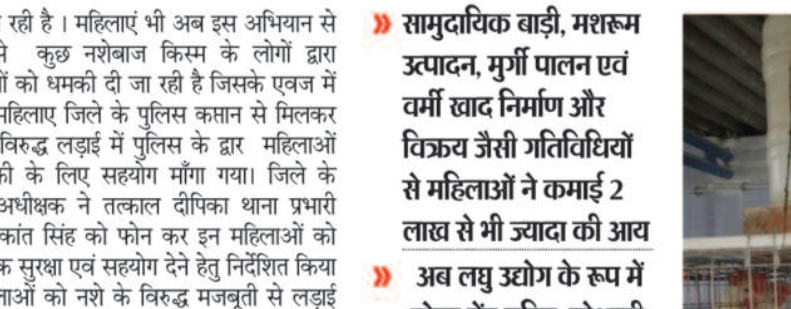 रही है । महिलाएं भी अब इस अभियान से
कुछ नशेबाज किस्म के लोगों द्वारा
को धमकी दी जा रही है जिसके एवज में
महिलाए जिले के पुलिस कप्तान से मिलकर
विरुद्ध लड़ाई में पुलिस के द्वार महिलाओं
के लिए सहयोग माँगा गया। जिले के
अधीक्षक ने तत्काल दीपिका थाना प्रभारी
कांत सिंह को फोन कर इन महिलाओं को
सुरक्षा एवं सहयोग देने हेतु निर्देशित किया
को नशे के विरुद्ध मजबूती से लड़ाई
» सामुदायिक बाड़ी, मशरूम
उत्पादन, मुर्गी पालन एवं
वर्मी खाद निर्माण और
विक्रय जैसी गतिविधियों
से महिलाओं ने कमाई 2
लाख से भी ज्यादा की आय
» अब लघु उद्योग के रूप में